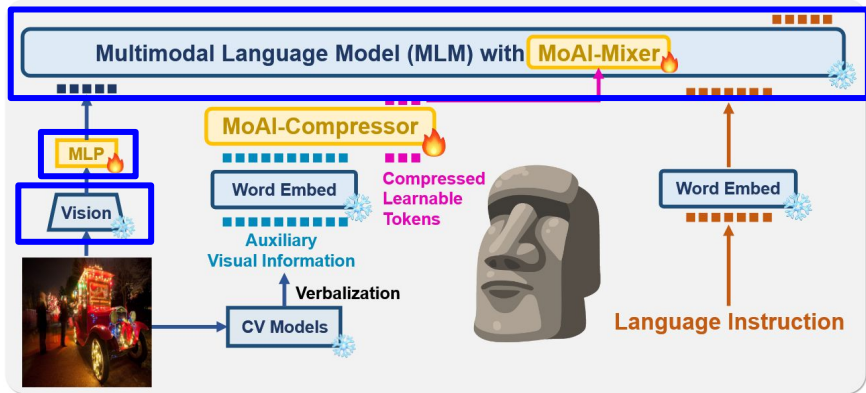 Multimodal Language Model (MLM) with MoAI-Mixer
MoAI-Compressor
MLP
Word Embed
Compressed
Learnable
Tokens
Word Embed
Vision
Auxiliary
Visual Information
Verbalization
CV Models
Language Instruction